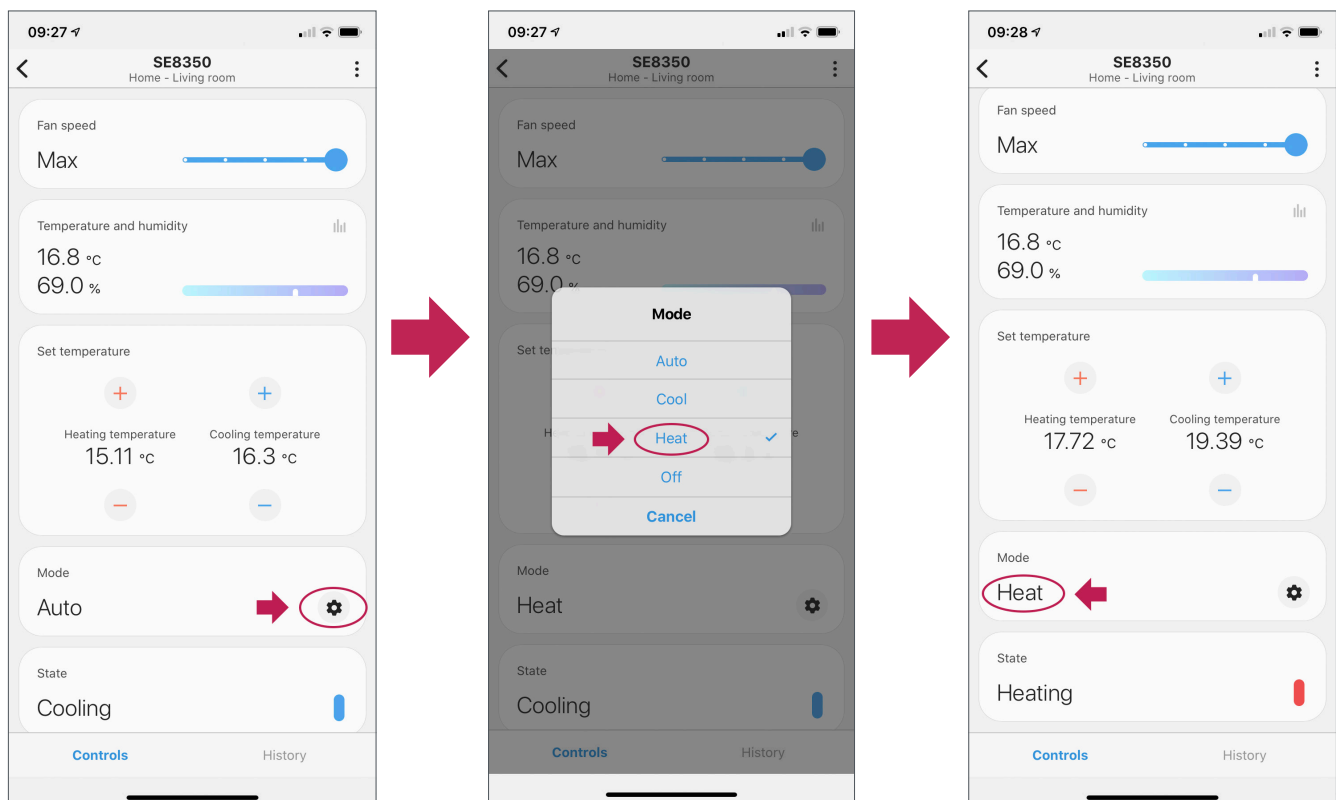 09:27
SE8350
Home - Living room
Fan speed
Max
Temperature and humidity
16.8 °C
69.0 %
Set temperature
Heating temperature
15.11 °C
Cooling temperature
16.3 °C
Mode
Auto
State
Cooling
Controls
History
09:27
SE8350
Home - Living room
Fan speed
Max
Temperature and humidity
16.8 °C
69.0 %
Mode
Auto
Cool
Heat
Off
Cancel
Mode
Heat
State
Cooling
Controls
History
09:28
SE8350
Home - Living room
Fan speed
Max
Temperature and humidity
16.8 °C
69.0 %
Set temperature
Heating temperature
17.72 °C
Cooling temperature
19.39 °C
Mode
Heat
State
Heating
Controls
History